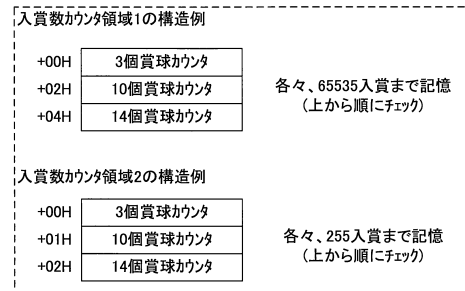 入賞数カウンタ領域1の構造例
+00H 3個賞球カウンタ
+02H 10個賞球カウンタ
+04H 14個賞球カウンタ
各々、65535入賞まで記憶
(上から順にチェック)
入賞数カウンタ領域2の構造例
+00H 3個賞球カウンタ
+01H 10個賞球カウンタ
+02H 14個賞球カウンタ
各々、255入賞まで記憶
(上から順にチェック)